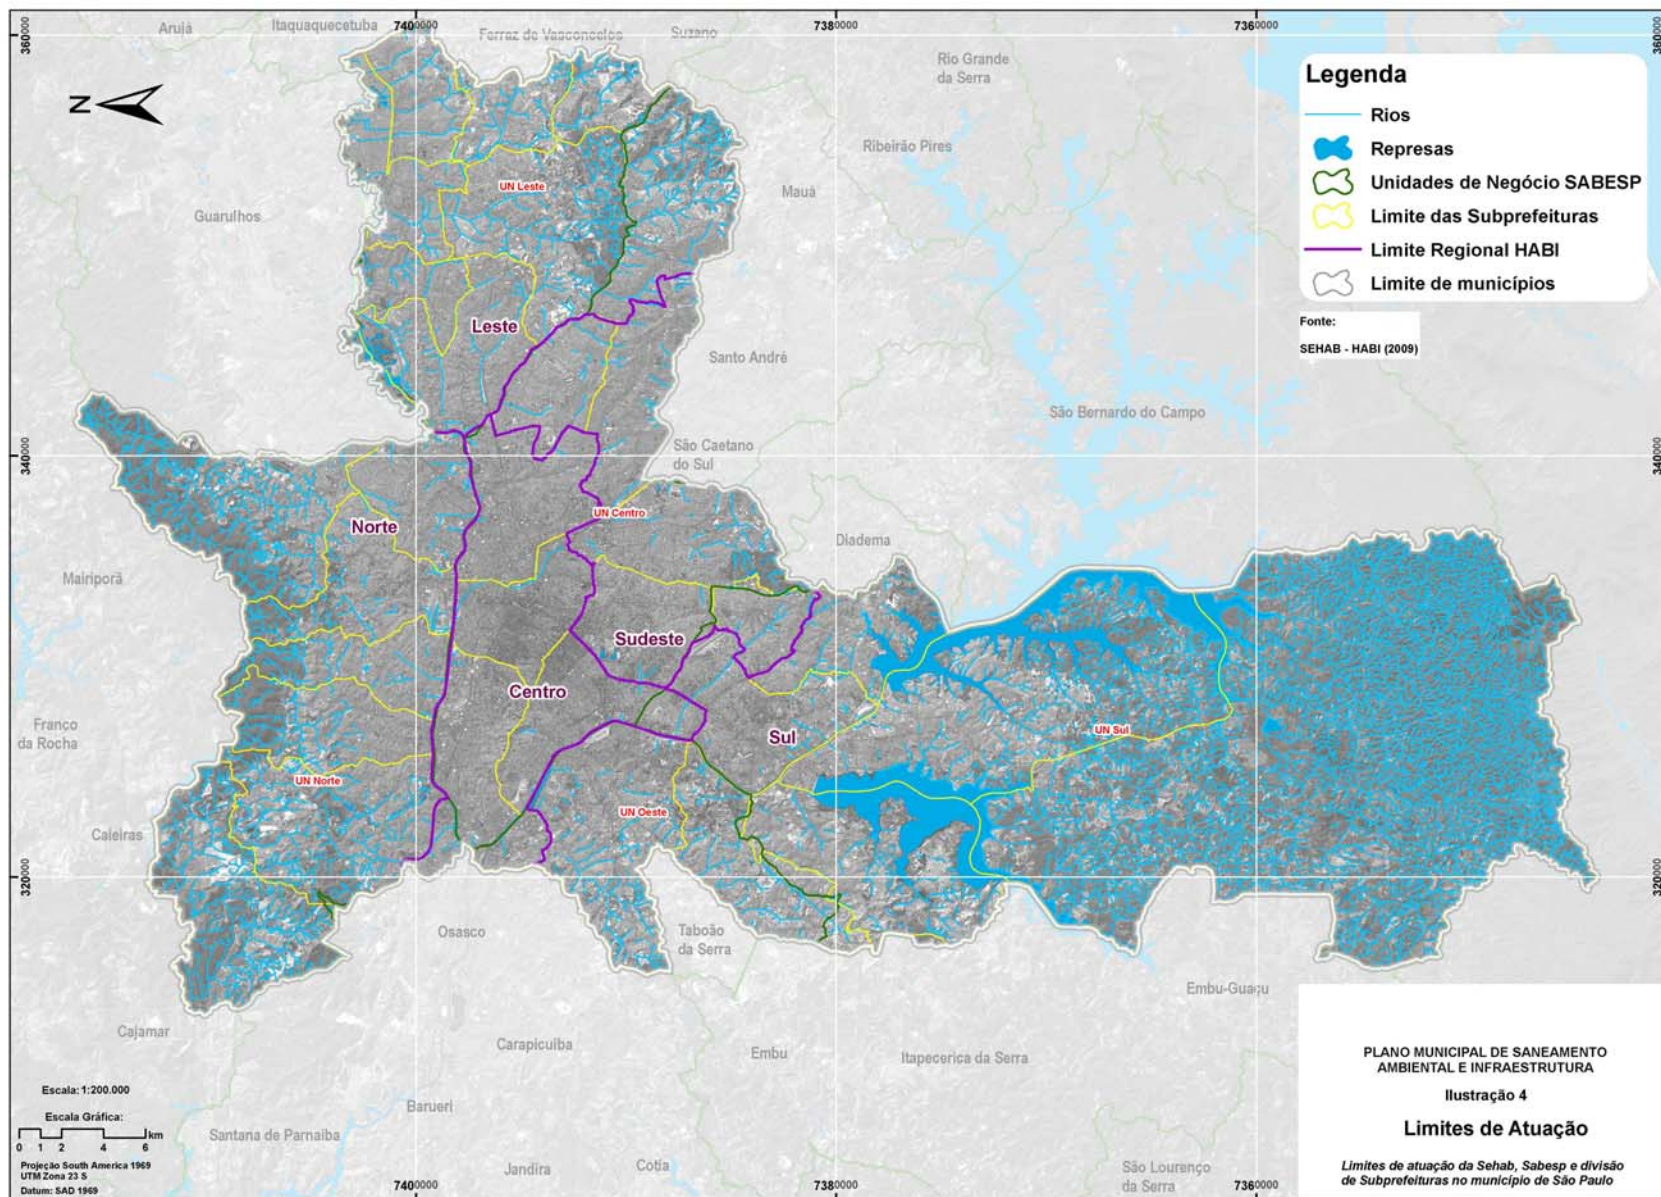 7400000
7380000
7360000
360000
360000
Arujá
Itaquaquecetuba
Ferraz de Vasconcelos
Suzano
Rio Grande
da Serra
Legenda
Rios
Represas
Unidades de Negócio SABESP
Limite das Subprefeituras
Limite Regional HABI
Limite de municípios
Fonte:
SEHAB - HABI (2009)
N
Ribeirão Pires
Mauá
Guarulhos
UN Leste
Leste
Santo André
São Bernardo do Campo
São Caetano
do Sul
340000
340000
Norte
UN Centro
Diadema
Mairiporã
Sudeste
Centro
Sul
UN Sul
Franco
da Rocha
UN Norte
UN Oeste
Caieiras
320000
320000
Osasco
Taboão
da Serra
Embu-Guaçu
Cajamar
Carapicuiba
Embu
Itapecerica da Serra
Barueri
Santana de Parnaiba
Jandira
Cotia
São Lourenço
da Serra
Escala: 1:200.000
Escala Gráfica:
0 1 2 4 6 km
Projeção South America 1969
UTM Zona 23 S
Datum: SAD 1969
7400000
7380000
7360000
PLANO MUNICIPAL DE SANEAMENTO
AMBIENTAL E INFRAESTRUTURA
Ilustração 4
Limites de Atuação
Limites de atuação da Sehab, Sabesp e divisão
de Subprefeituras no município de São Paulo